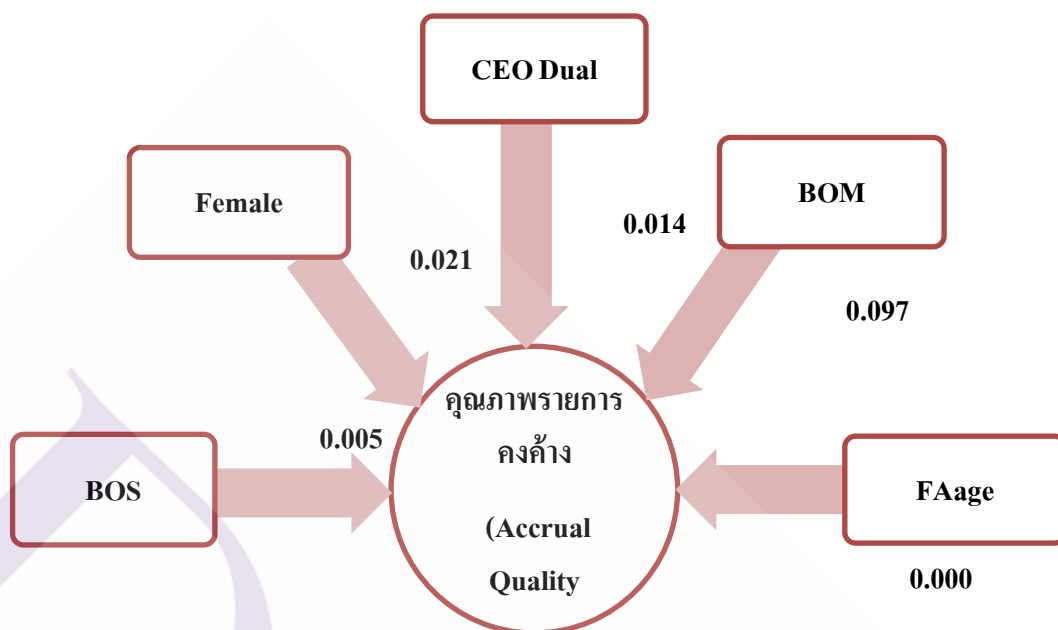 CEO Dual
Female
BOM
0.014
0.021
0.097
คุณภาพรายการ
คงค้าง
(Accrual
Quality
0.005
BOS
FAage
0.000